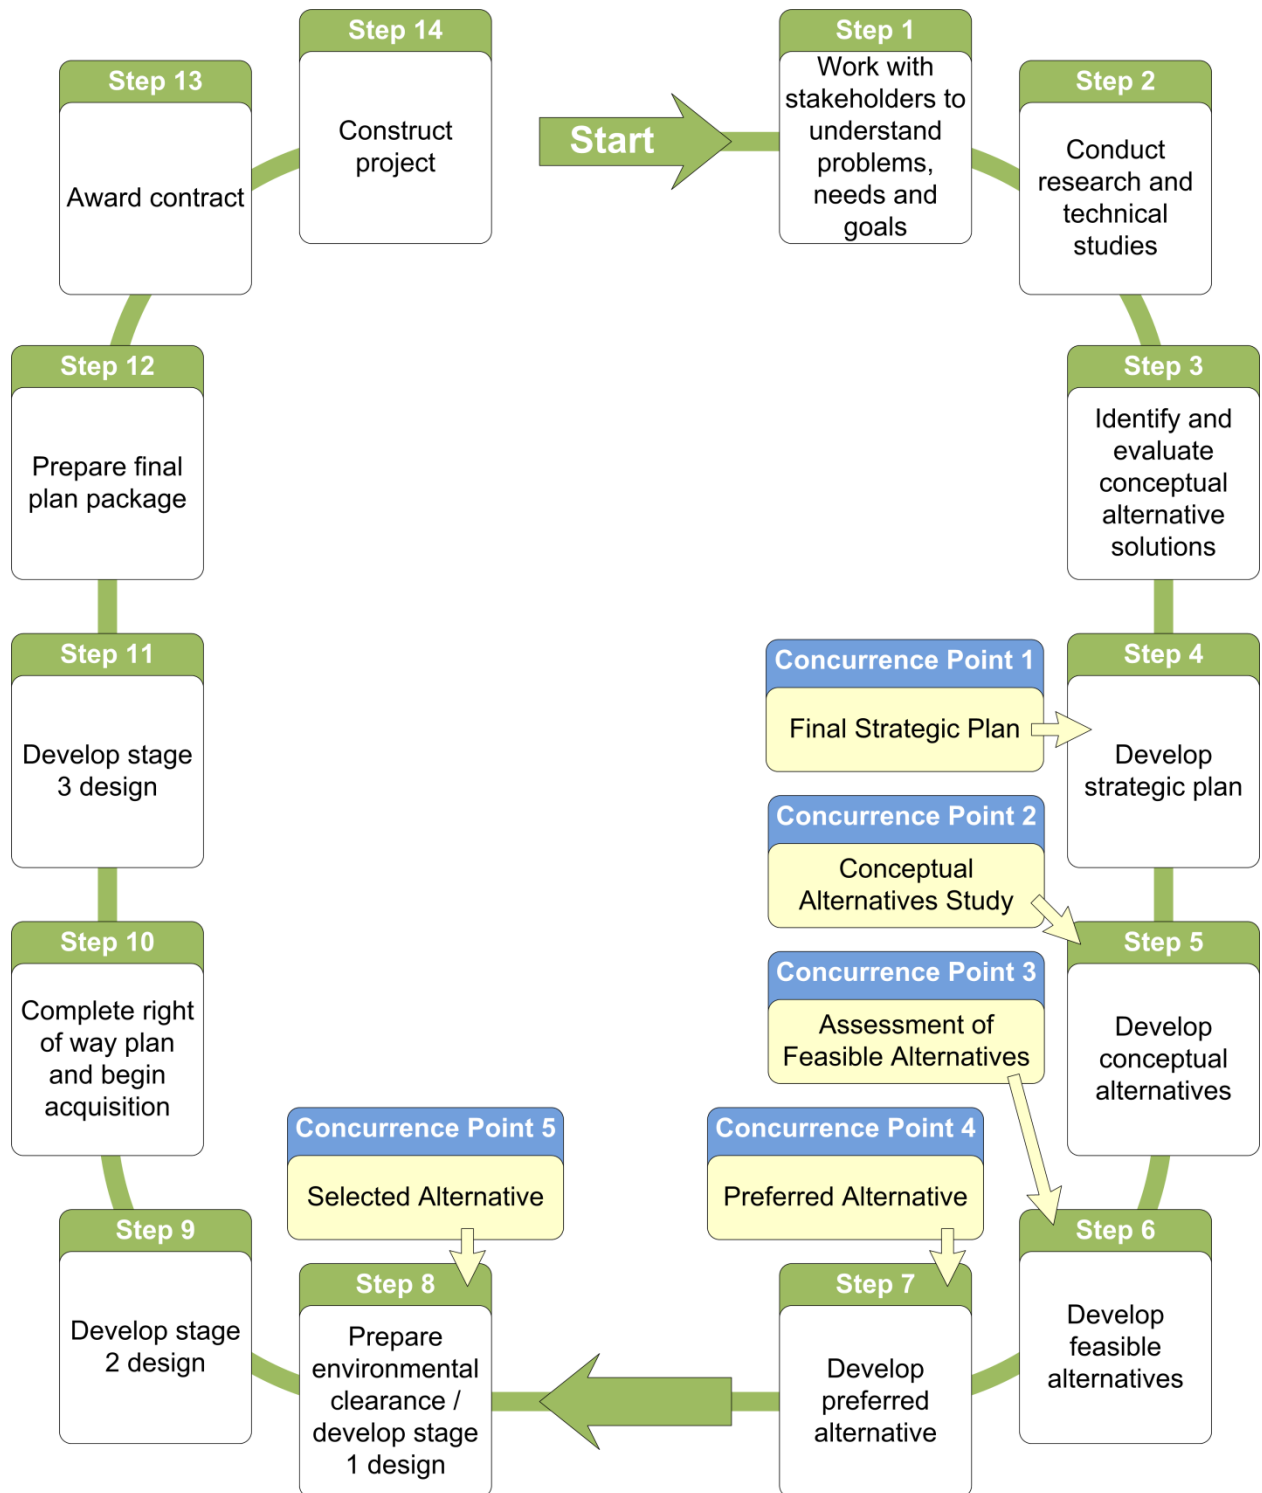 Start
Step 1
Work with
stakeholders to
understand
problems,
needs and
goals
Step 2
Conduct
research and
technical
studies
Step 3
Identify and
evaluate
conceptual
alternative
solutions
Step 4
Develop
strategic plan
Concurrence Point 1
Final Strategic Plan
Step 5
Develop
conceptual
alternatives
Concurrence Point 2
Conceptual
Alternatives Study
Step 6
Develop
feasible
alternatives
Concurrence Point 3
Assessment of
Feasible Alternatives
Step 7
Develop
preferred
alternative
Concurrence Point 4
Preferred Alternative
Step 8
Prepare
environmental
clearance /
develop stage
1 design
Concurrence Point 5
Selected Alternative
Step 9
Develop stage
2 design
Step 10
Complete right
of way plan
and begin
acquisition
Step 11
Develop stage
3 design
Step 12
Prepare final
plan package
Step 13
Award contract
Step 14
Construct
project